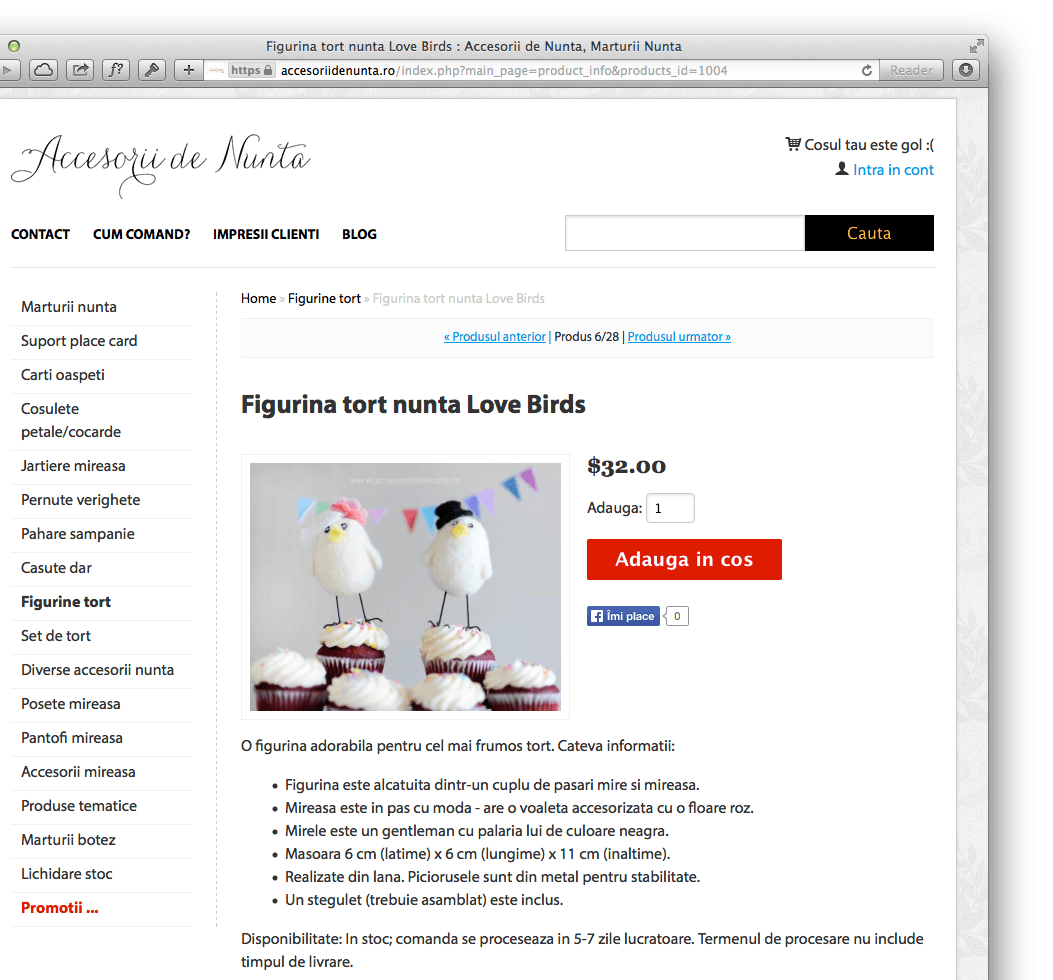 Figurina tort nunta Love Birds : Accesorii de Nunta, Marturii Nunta
f?
+
https accesoriidenunta.ro/index.php?main_page=product_info&products_id=1004
Reader
Accesorii de Nunta
Cosul tau este gol :(
Intra in cont
CONTACT CUM COMAND? IMPRESII CLIENTI BLOG
Cauta
Marturii nunta
Suport place card
Carti oaspeti
Cosulete
petale/cocarde
Jartiere mireasa
Pernute verighete
Pahare sampanie
Casute dar
Figurine tort
Set de tort
Diverse accesorii nunta
Posete mireasa
Pantofi mireasa
Accesorii mireasa
Produse tematice
Marturii botez
Lichidare stoc
Promotii ...
Home » Figurine tort » Figurina tort nunta Love Birds
« Produsul anterior | Produs 6/28 | Produsul urmator »
Figurina tort nunta Love Birds
www.accesoriidenunta.ro
$32.00
Adauga: 1
Adauga in cos
Îmi place 0
O figurina adorabila pentru cel mai frumos tort. Cateva informatii:
• Figurina este alcatuita dintr-un cuplu de pasari mire si mireasa.
• Mireasa este in pas cu moda - are o voaleta accesorizata cu o floare roz.
• Mirele este un gentleman cu palaria lui de culoare neagra.
• Masoara 6 cm (latime) x 6 cm (lungime) x 11 cm (inaltime).
• Realizate din lana. Piciorusele sunt din metal pentru stabilitate.
• Un stegulet (trebuie asamblat) este inclus.
Disponibilitate: In stoc; comanda se proceseaza in 5-7 zile lucratoare. Termenul de procesare nu include
timpul de livrare.